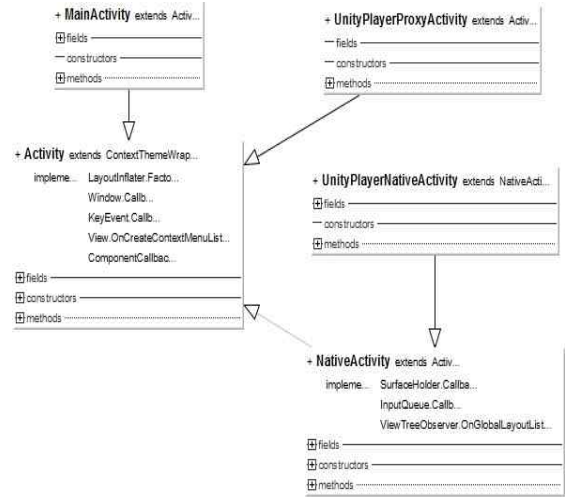 + MainActivity extends Activ...
fields
constructors
methods
+ UnityPlayerProxyActivity extends Activ...
fields
constructors
methods
+ Activity extends ContextThemeWrap...
impleme... LayoutInflater.Facto...
Window.Callb...
KeyEvent.Callb...
View.OnCreateContextMenuList...
ComponentCallbac...
fields
constructors
methods
+ UnityPlayerNativeActivity extends NativeActi...
fields
constructors
methods
+ NativeActivity extends Activ...
impleme... SurfaceHolder.Callba...
InputQueue.Callb...
ViewTreeObserver.OnGlobalLayoutList...
fields
constructors
methods